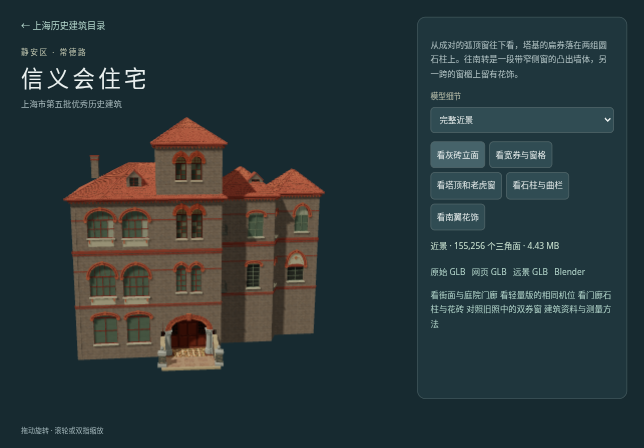 ← 上海历史建筑目录
静安区 · 常德路
信义会住宅
上海市第五批优秀历史建筑
从成对的弧顶窗往下看，塔基的扁券落在两组圆
石柱上。往南转是一段带窄侧窗的凸出墙体，另
一跨的窗楣上留有花饰。
模型细节
完整近景
看灰砖立面 看宽券与窗格
看塔顶和老虎窗 看石柱与曲栏
看南翼花饰
近景 · 155,256 个三角面 · 4.43 MB
原始 GLB 网页 GLB 远景 GLB Blender
看街面与庭院门廊 看轻量版的相同机位 看门廊石
柱与花砖 对照旧照中的双券窗 建筑资料与测量方
法
拖动旋转 · 滚轮或双指缩放